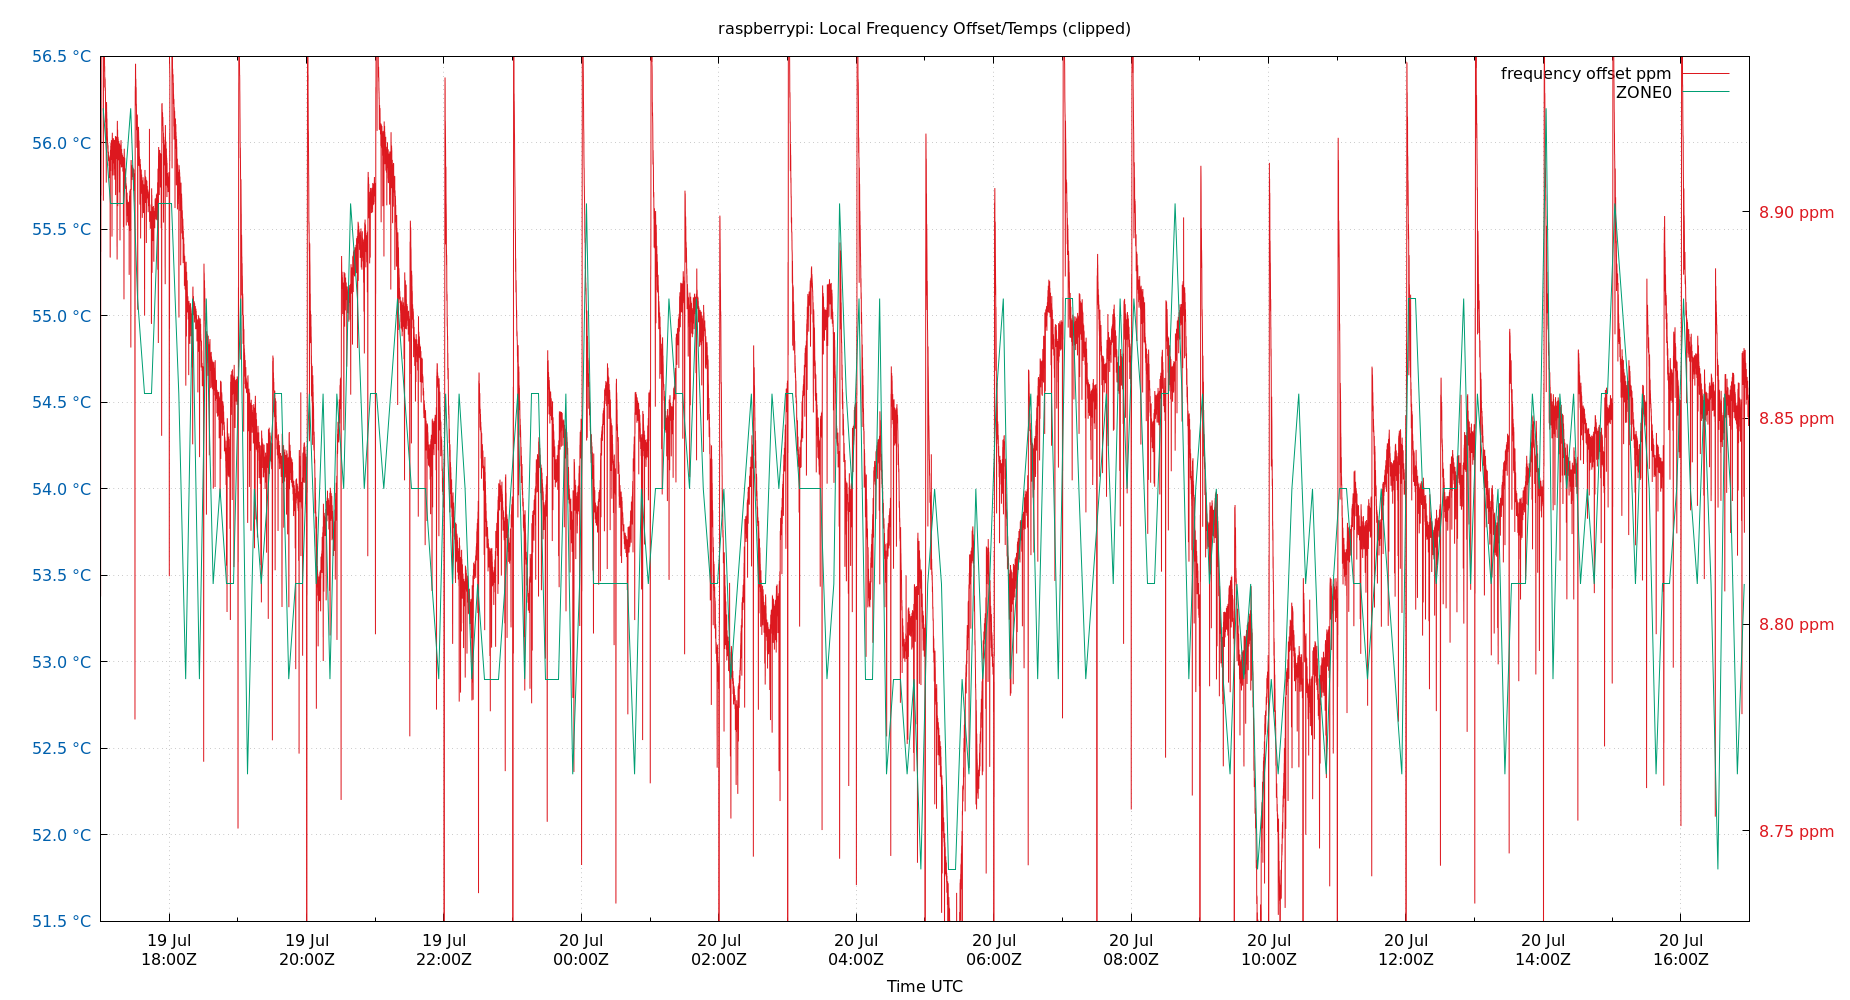 raspberrypi: Local Frequency Offset/Temps (clipped)
56.5 °C
56.0 °C
55.5 °C
55.0 °C
54.5 °C
54.0 °C
53.5 °C
53.0 °C
52.5 °C
52.0 °C
51.5 °C
frequency offset ppm
ZONE0
8.90 ppm
8.85 ppm
8.80 ppm
8.75 ppm
19 Jul 19 Jul 19 Jul 20 Jul 20 Jul 20 Jul 20 Jul 20 Jul 20 Jul 20 Jul 20 Jul 20 Jul
18:00Z 20:00Z 22:00Z 00:00Z 02:00Z 04:00Z 06:00Z 08:00Z 10:00Z 12:00Z 14:00Z 16:00Z
Time UTC